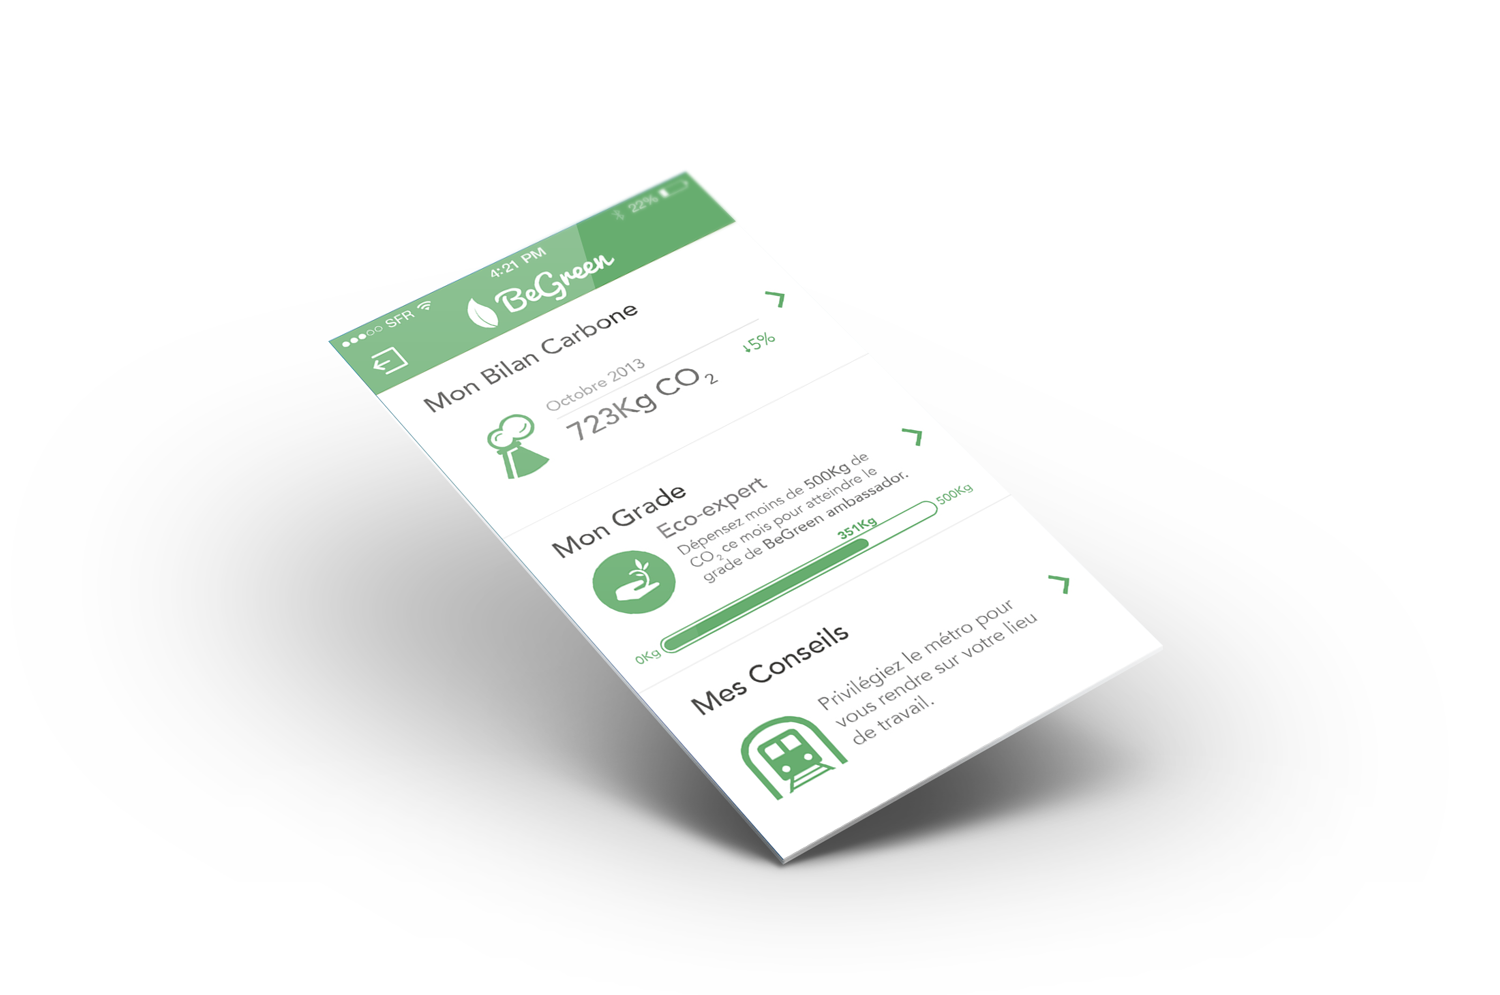 SFR 4:21 PM 22%
BeGreen
Mon Bilan Carbone
Octobre 2013
723Kg CO2
↓5%
Mon Grade
Eco-expert
Dépensez moins de 500Kg de
CO2 ce mois pour atteindre le
grade de BeGreen ambassador.
351Kg
0Kg
500Kg
Mes Conseils
Privilégiez le métro pour
vous rendre sur votre lieu
de travail.